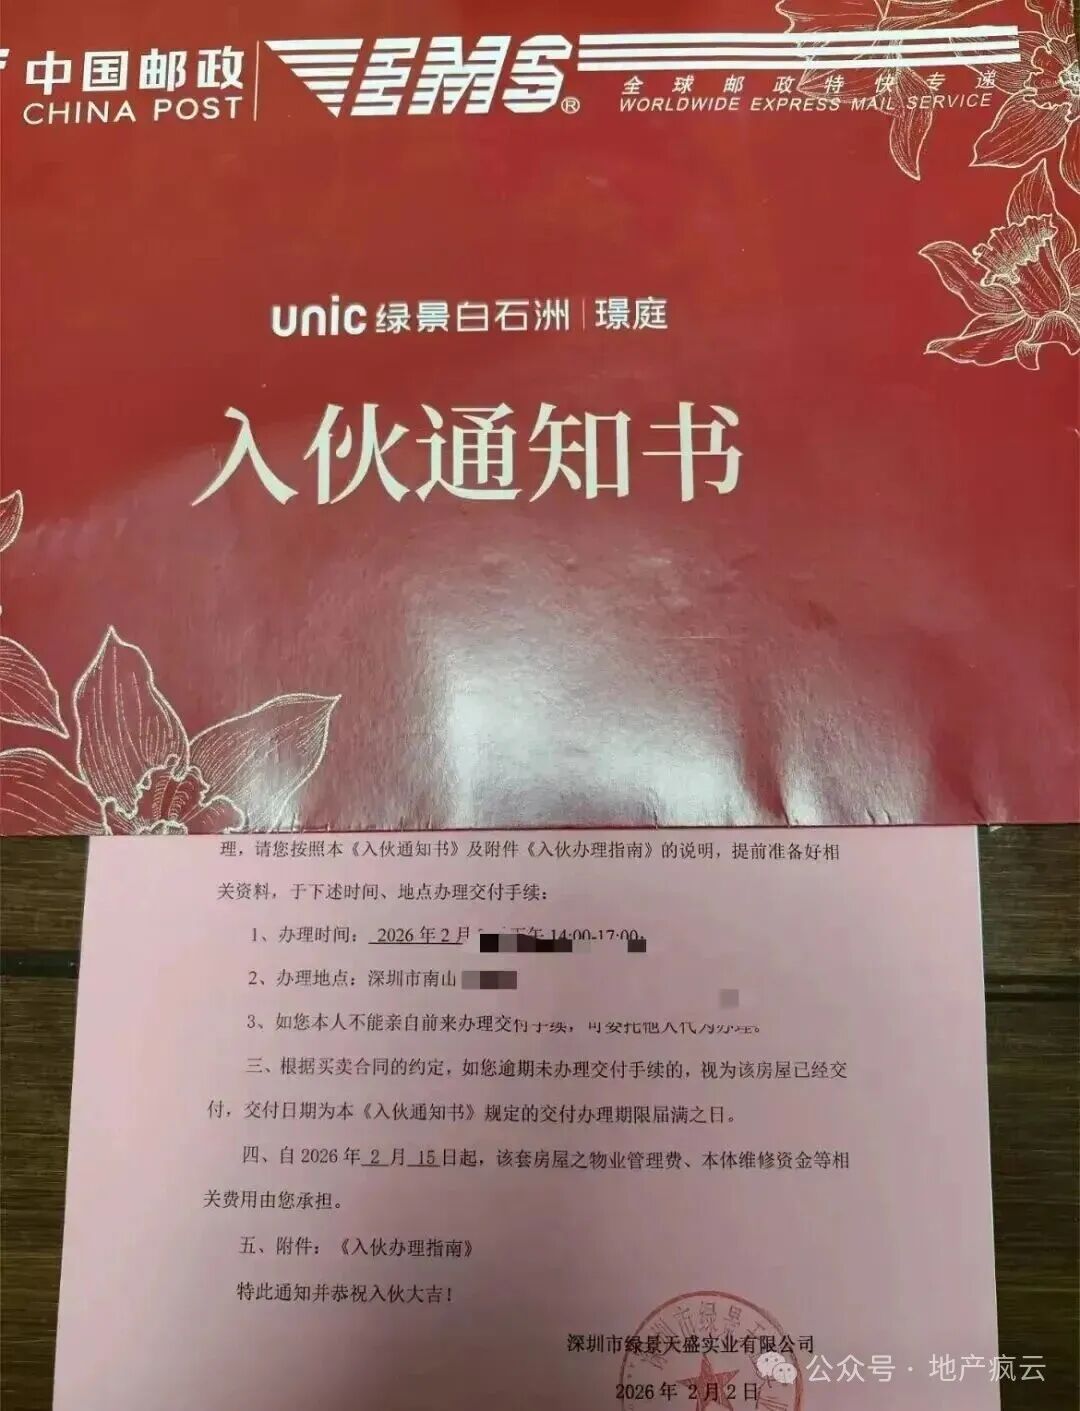 中国邮政
CHINA POST
EMS®
全球邮政特快专递
WORLDWIDE EXPRESS MAIL SERVICE
unic绿景白石洲|璟庭
入伙通知书
理，请您按照本《入伙通知书》及附件《入伙办理指南》的说明，提前准备好相
关资料，于下述时间、地点办理交付手续：
1、办理时间：2026年2月 下午14:00-17:00；
2、办理地点：深圳市南山
3、如您本人不能亲自前来办理交付手续，可委托他人代为办理。
三、根据买卖合同的约定，如您逾期未办理交付手续的，视为该房屋已经交
付，交付日期为本《入伙通知书》规定的交付办理期限届满之日。
四、自2026年2月15日起，该套房屋之物业管理费、本体维修资金等相
关费用由您承担。
五、附件：《入伙办理指南》
特此通知并恭祝入伙大吉！
深圳市绿景天盛实业有限公司
2026年2月2日
公众号·地产疯云